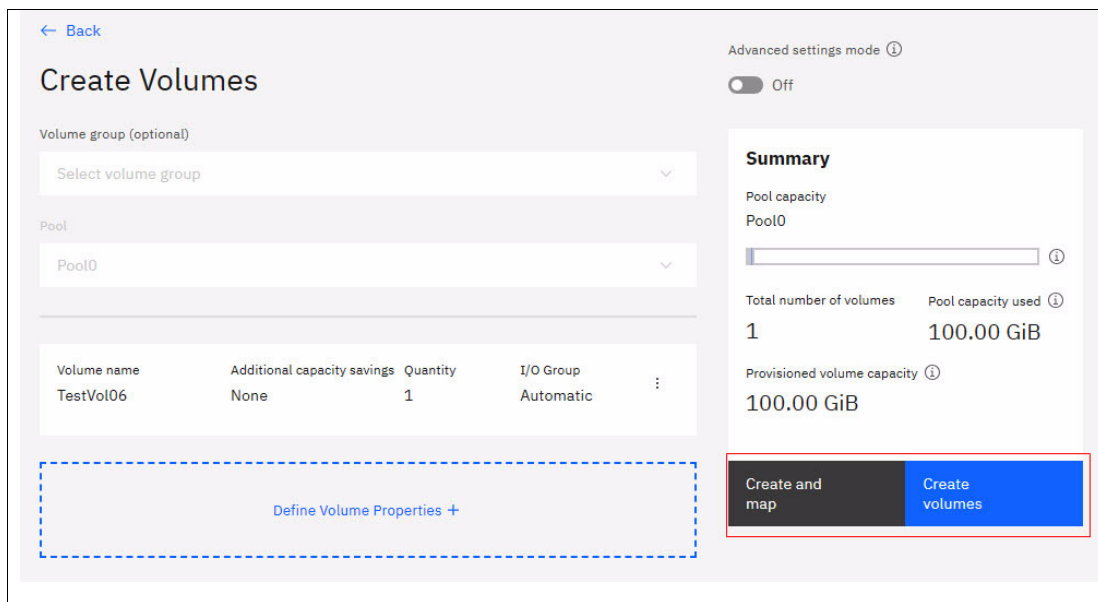 ← Back
Create Volumes
Volume group (optional)
Select volume group
Pool
Pool0
Volume name
TestVol06
Additional capacity savings
None
Quantity
1
I/O Group
Automatic
Define Volume Properties +
Advanced settings mode
Off
Summary
Pool capacity
Pool0
Total number of volumes
1
Pool capacity used
100.00 GiB
Provisioned volume capacity
100.00 GiB
Create and
map
Create
volumes